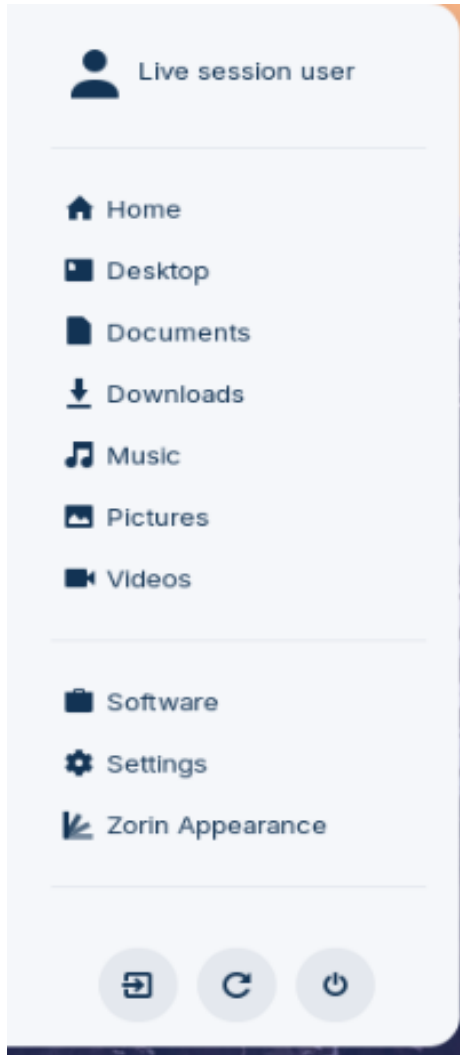 Live session user
Home
Desktop
Documents
Downloads
Music
Pictures
Videos
Software
Settings
Zorin Appearance